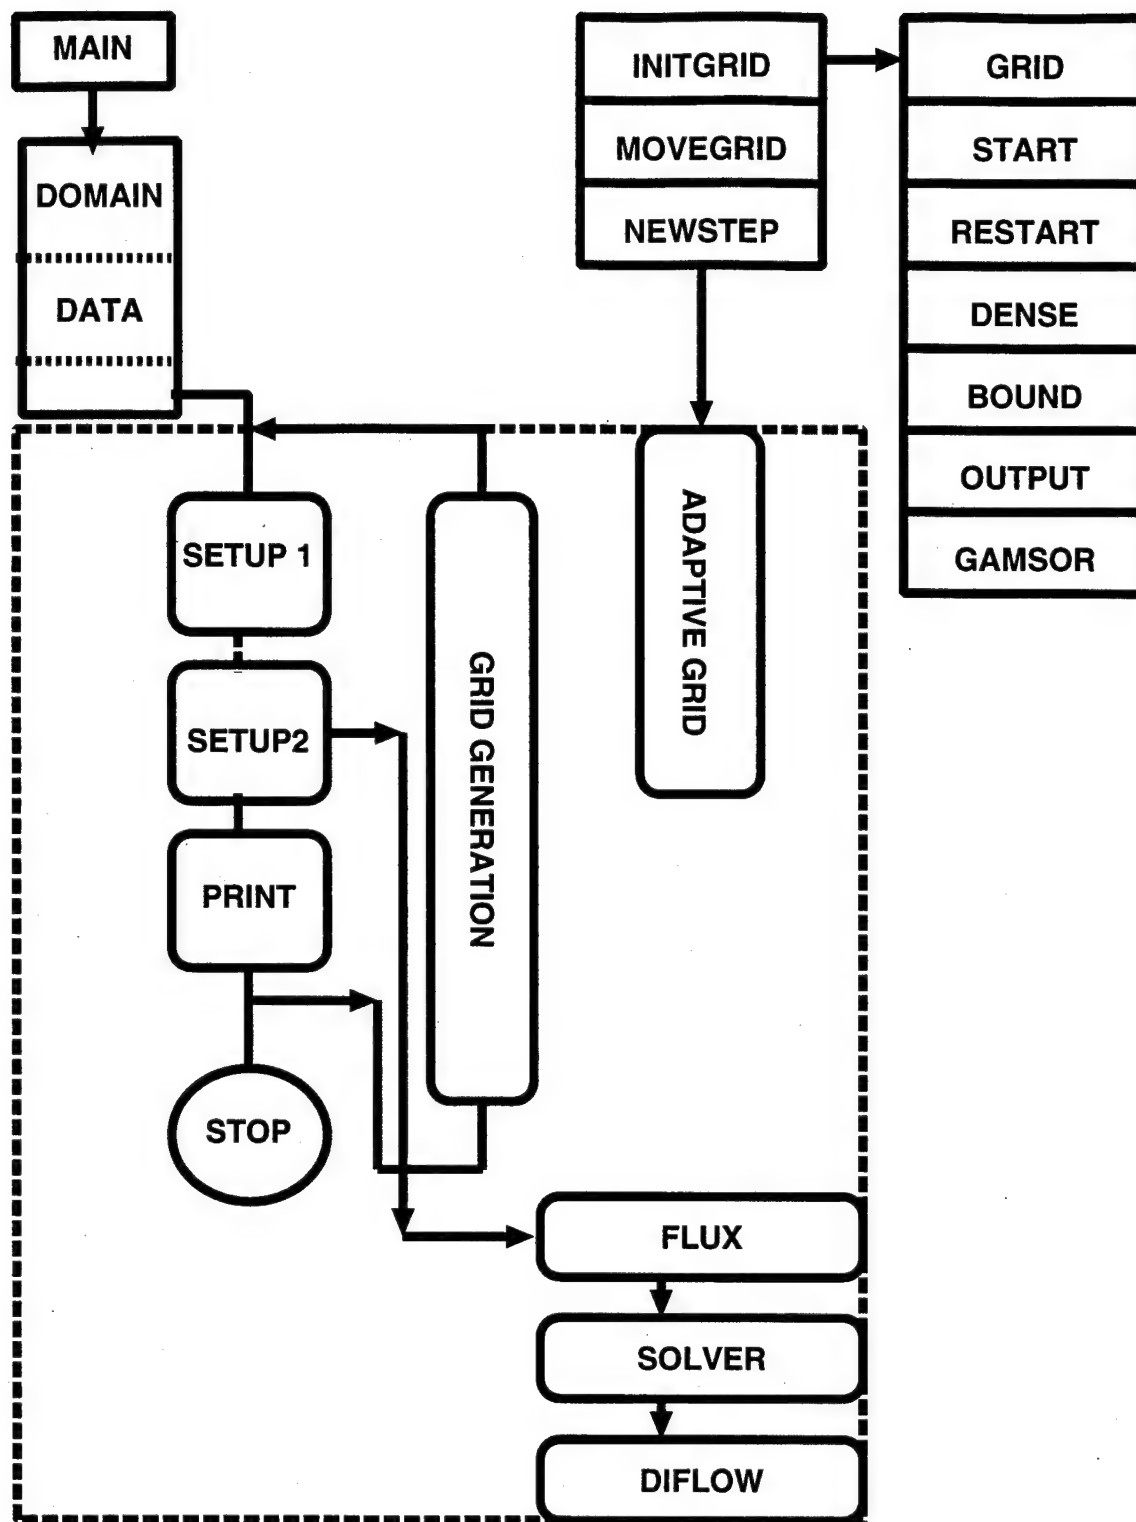 MAIN
DOMAIN
DATA
INITGRID
MOVEGRID
NEWSTEP
GRID
START
RESTART
DENSE
BOUND
OUTPUT
GAMSOR
SETUP 1
SETUP2
PRINT
STOP
GRID GENERATION
ADAPTIVE GRID
FLUX
SOLVER
DIFLOW